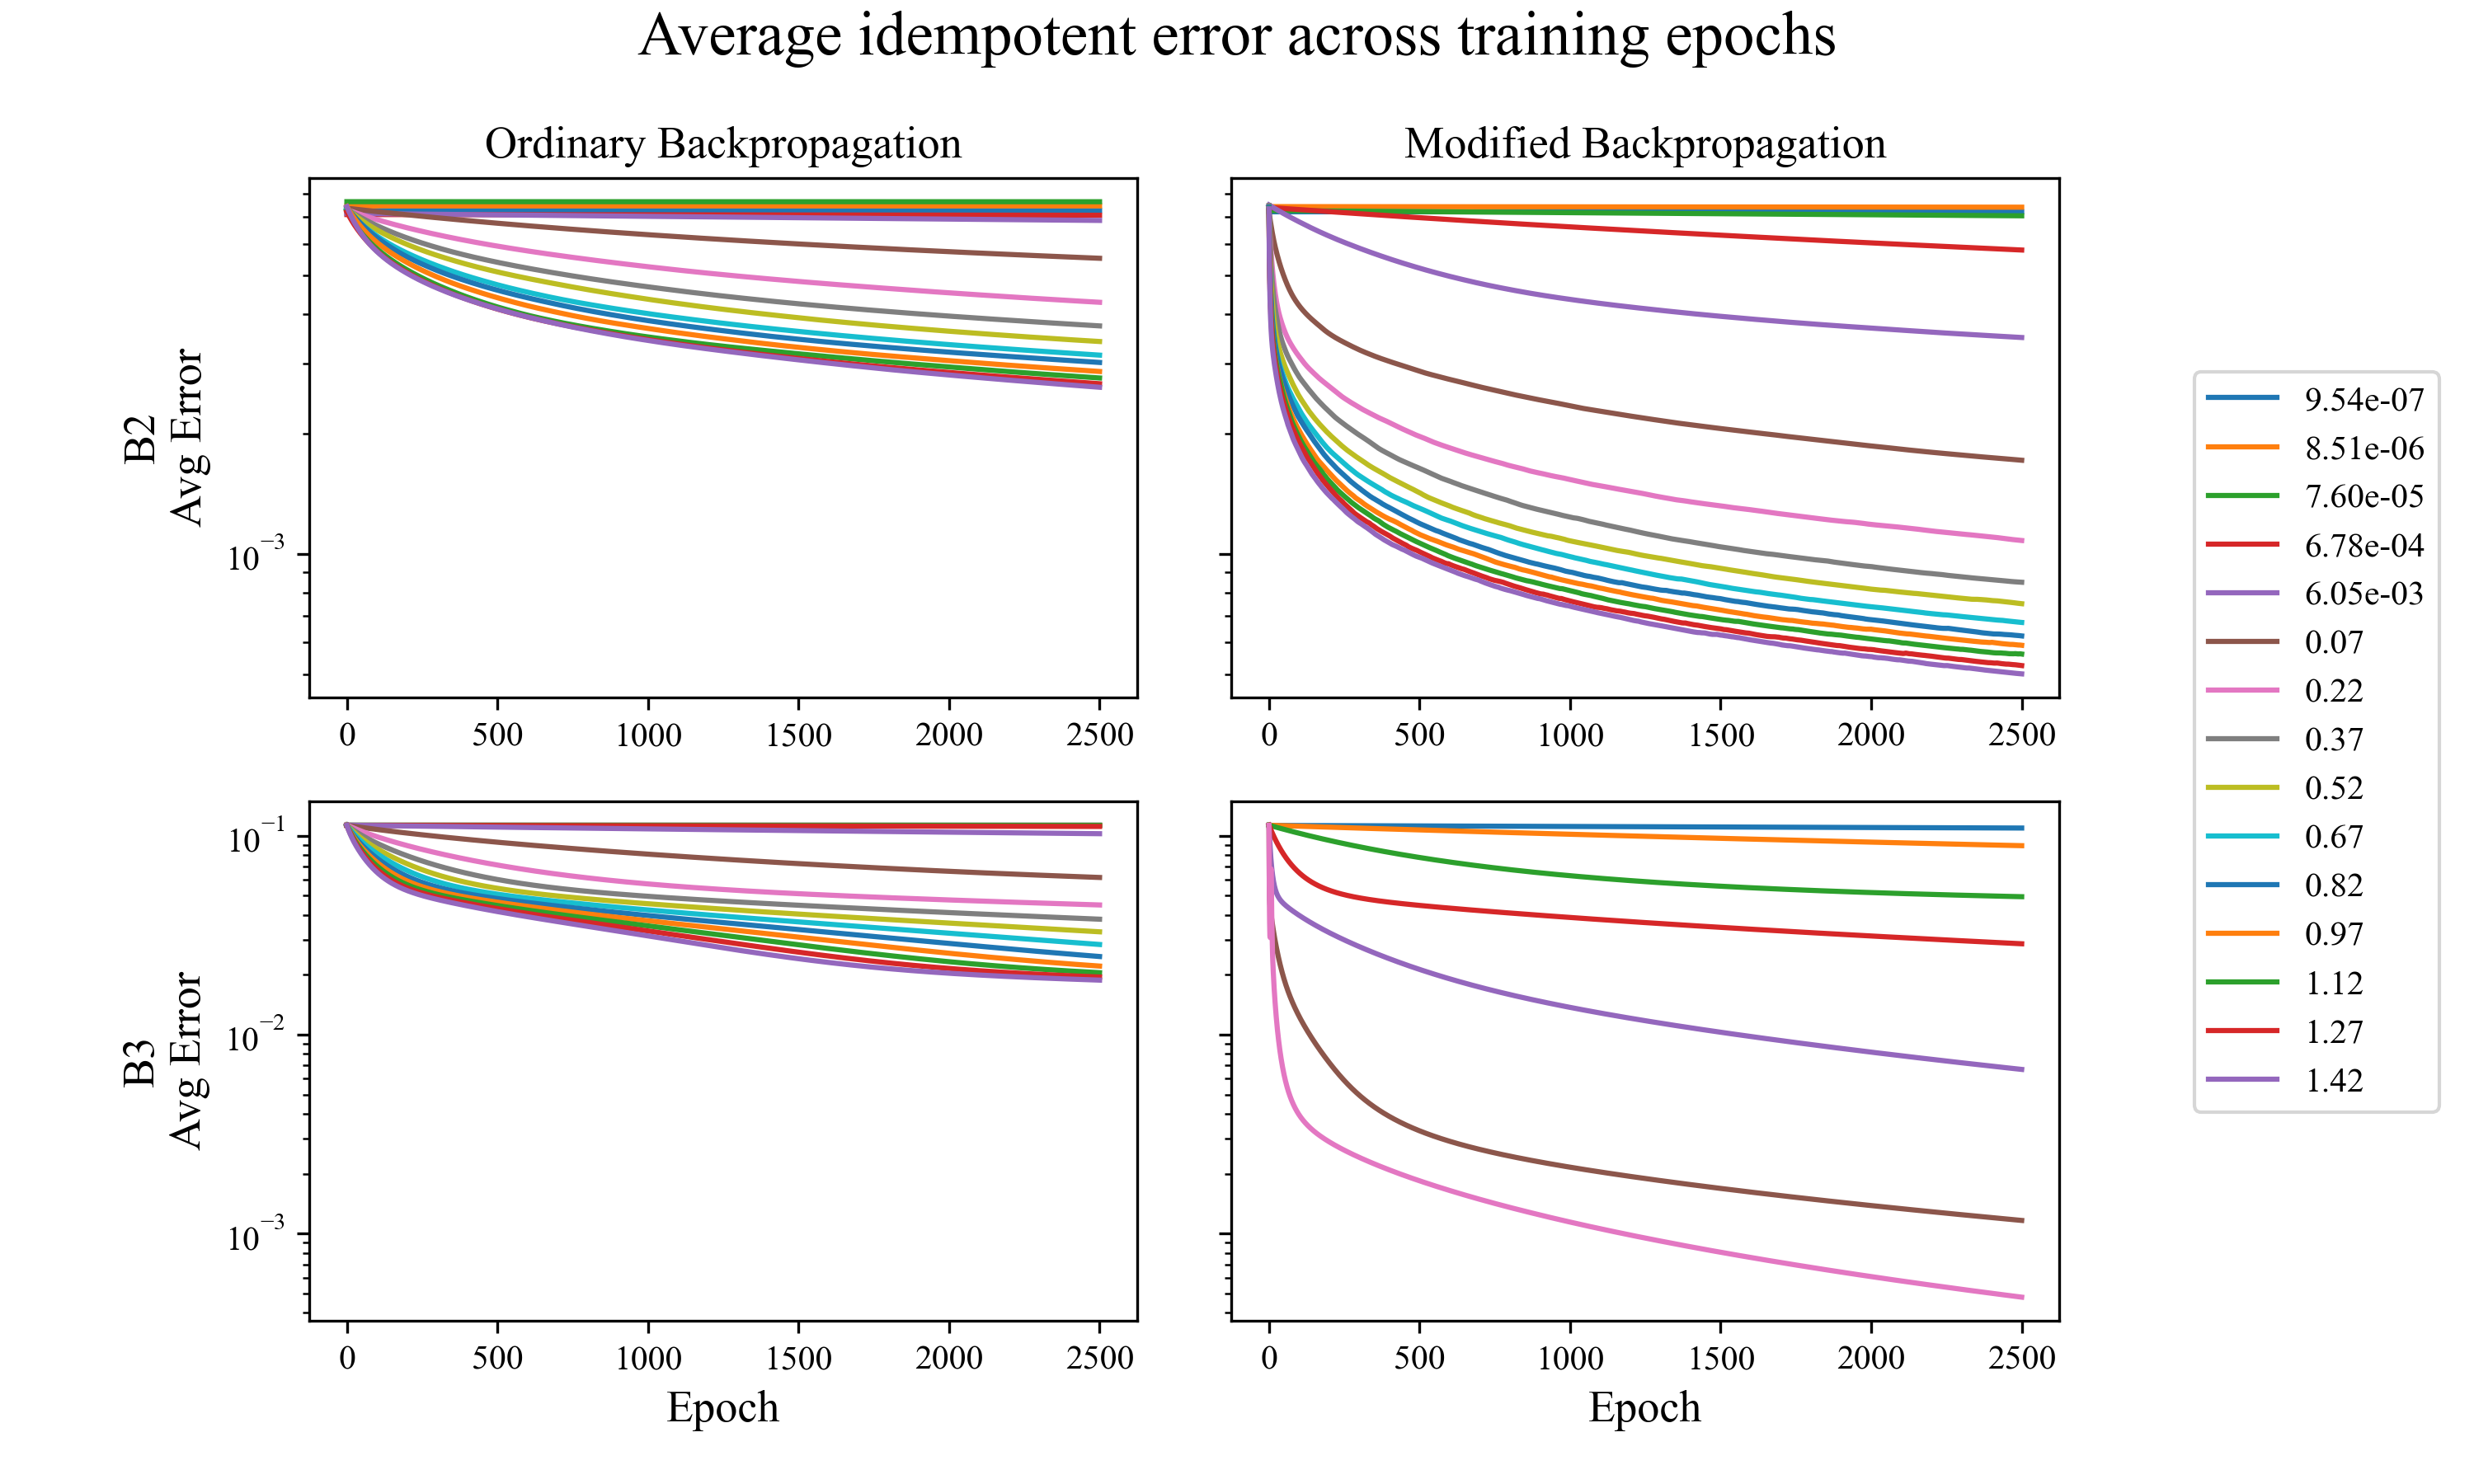 Average idempotent error across training epochs
Ordinary Backpropagation
Modified Backpropagation
B2
Avg Error
10⁻³
0 500 1000 1500 2000 2500
0 500 1000 1500 2000 2500
B3
Avg Error
10⁻¹
10⁻²
10⁻³
0 500 1000 1500 2000 2500
0 500 1000 1500 2000 2500
Epoch
Epoch
9.54e-07
8.51e-06
7.60e-05
6.78e-04
6.05e-03
0.07
0.22
0.37
0.52
0.67
0.82
0.97
1.12
1.27
1.42